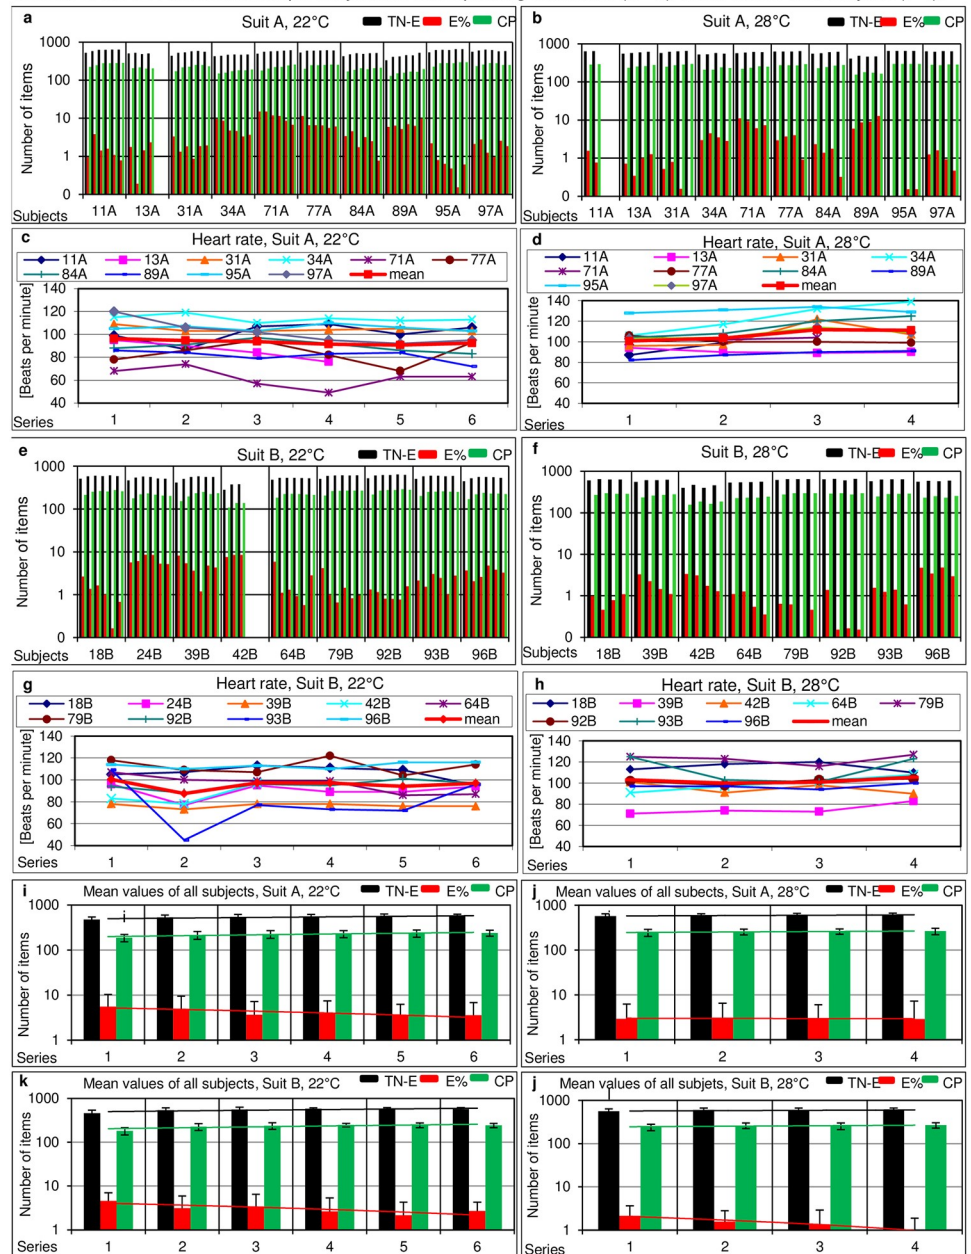 a Suit A, 22°C TN-E E% CP
Number of items
1000
100
10
1
0
Subjects 11A 13A 31A 34A 71A 77A 84A 89A 95A 97A
b Suit A, 28°C TN-E E% CP
Number of items
1000
100
10
1
0
Subjects 11A 13A 31A 34A 71A 77A 84A 89A 95A 97A
c Heart rate, Suit A, 22°C
11A 13A 31A 34A 71A 77A
84A 89A 95A 97A mean
[Beats per minute]
140
120
100
80
60
40
Series 1 2 3 4 5 6
d Heart rate, Suit A, 28°C
11A 13A 31A 34A
71A 77A 84A 89A
95A 97A mean
[Beats per minute
140
120
100
80
60
40
Series 1 2 3 4
e Suit B, 22°C TN-E E% CP
Number of items
1000
100
10
1
0
Subjects 18B 24B 39B 42B 64B 79B 92B 93B 96B
f Suit B, 28°C TN-E E% CP
Number of items
1000
100
10
1
0
Subjects 18B 39B 42B 64B 79B 92B 93B 96B
g Heart rate, Suit B, 22°C
18B 24B 39B 42B 64B
79B 92B 93B 96B mean
[Beats per minute]
140
120
100
80
60
40
Series 1 2 3 4 5 6
h Heart rate, Suit B, 28°C
18B 39B 42B 64B 79B
92B 93B 96B mean
[Beats per minute]
140
120
100
80
60
40
Series 1 2 3 4
i Mean values of all subjects, Suit A, 22°C TN-E E% CP
Number of items
1000
100
10
1
Series 1 2 3 4 5 6
j Mean values of all subjects, Suit A, 28°C TN-E E% CP
Number of items
1000
100
10
1
Series 1 2 3 4
k Mean values of all subjects, Suit B, 22°C TN-E E% CP
Number of items
1000
100
10
1
Series 1 2 3 4 5 6
j Mean values of all subjets, Suit B, 28°C TN-E E% CP
Number of items
1000
100
10
1
Series 1 2 3 4